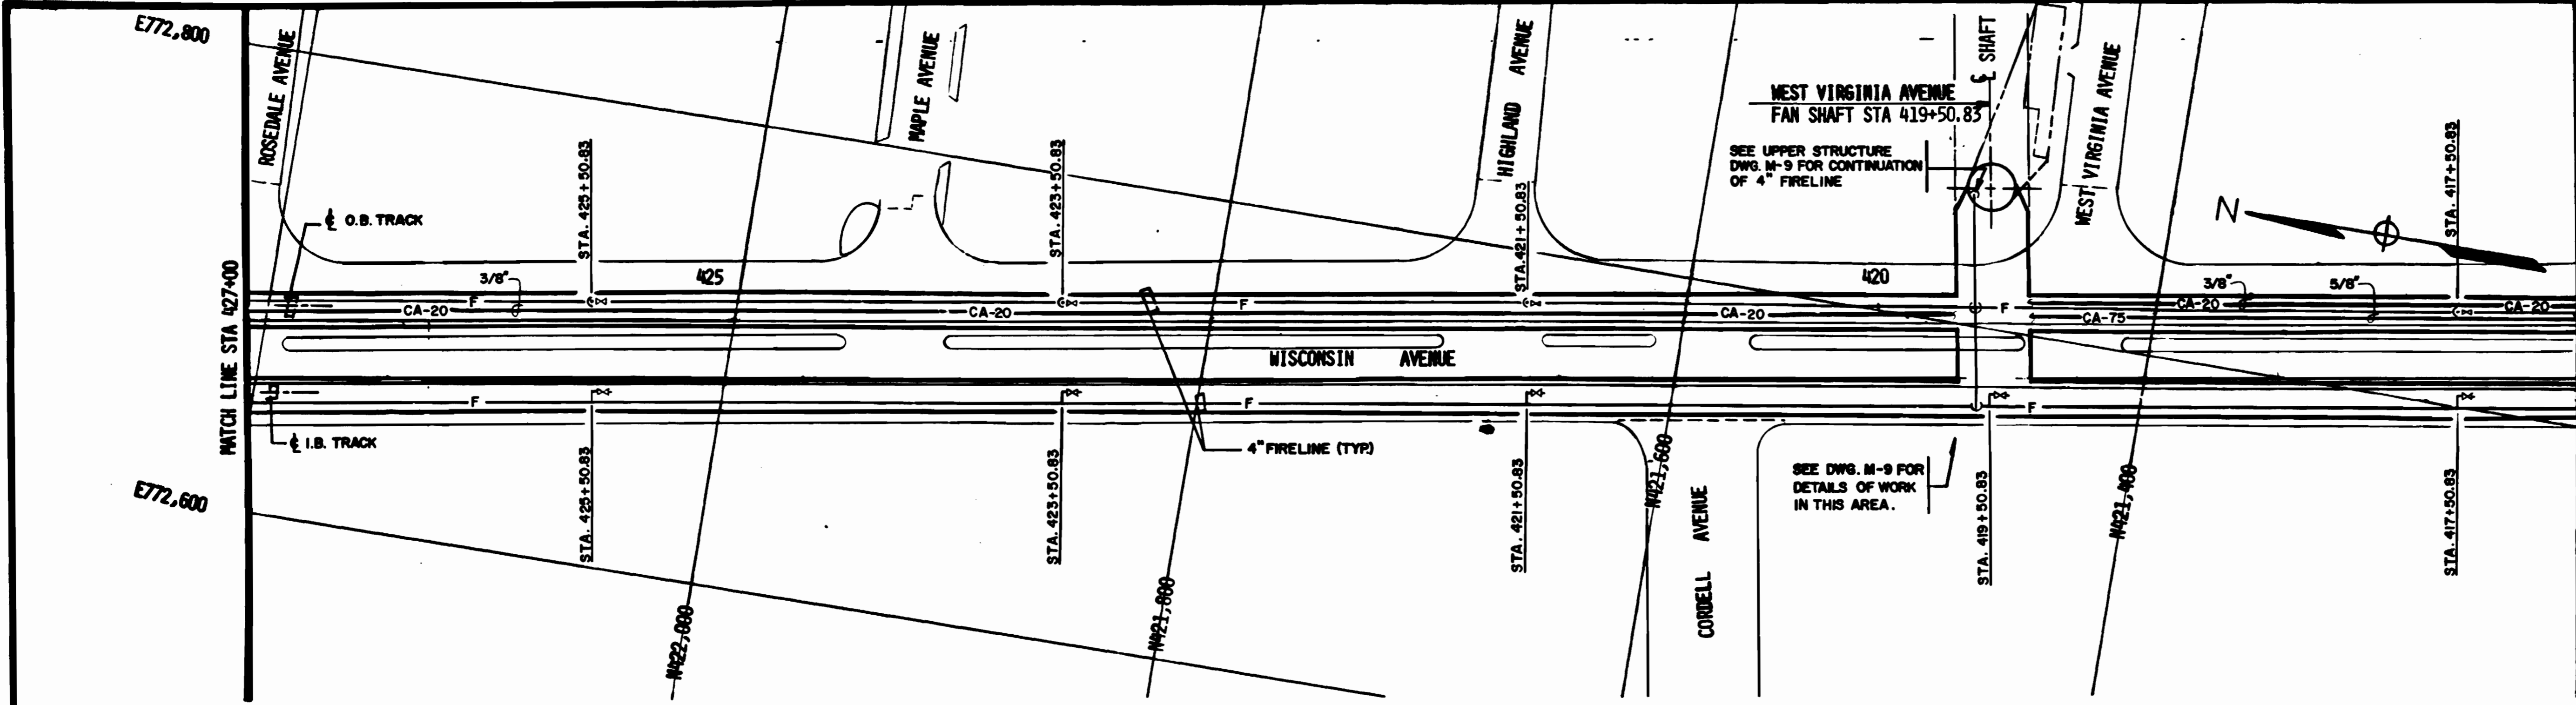 E772,800
ROSEDALE AVENUE
MAPLE AVENUE
HIGHLAND AVENUE
℄ SHAFT
WEST VIRGINIA AVENUE
FAN SHAFT STA 419+50.83
WEST VIRGINIA AVENUE
SEE UPPER STRUCTURE
DWG. M-9 FOR CONTINUATION
OF 4" FIRELINE
STA. 425+50.83
STA. 423+50.83
STA. 421+50.83
STA. 417+50.83
N
℄ O.B. TRACK
MATCH LINE STA 427+00
3/8"
425
420
3/8"
5/8"
F
F
F
CA-20
CA-20
CA-20
CA-20
CA-20
CA-75
WISCONSIN AVENUE
F
F
F
℄ I.B. TRACK
4" FIRELINE (TYP.)
E772,600
STA. 425+50.83
STA. 423+50.83
STA. 421+50.83
STA. 419+50.83
STA. 417+50.83
SEE DWG. M-9 FOR
DETAILS OF WORK
IN THIS AREA.
CORDELL AVENUE
N422,000
N421,800
N421,600
N421,400